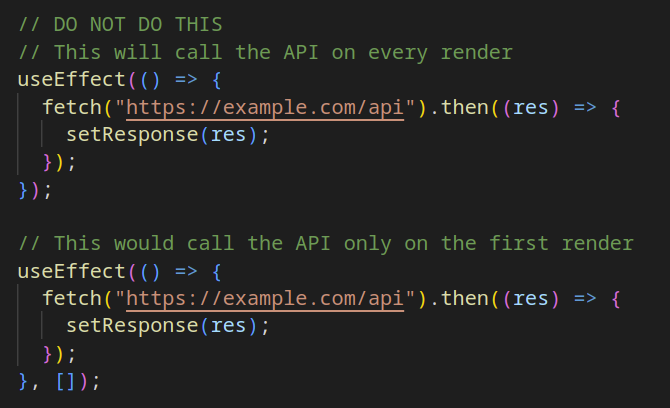 // DO NOT DO THIS
// This will call the API on every render
useEffect(() => {
  fetch("https://example.com/api").then((res) => {
    setResponse(res);
  });
});

// This would call the API only on the first render
useEffect(() => {
  fetch("https://example.com/api").then((res) => {
    setResponse(res);
  });
}, []);